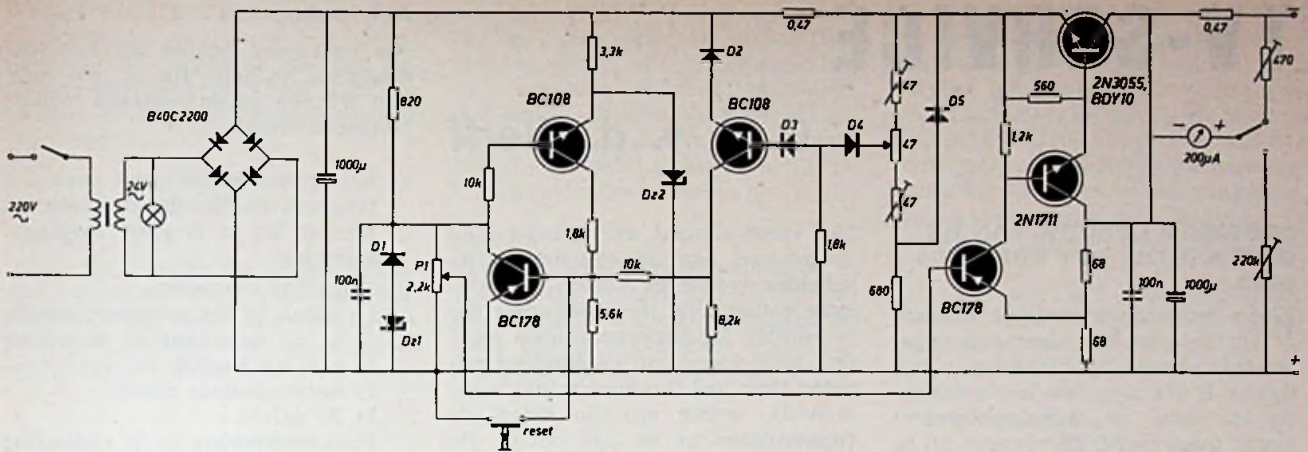 B40C2200
220V
~
24V
~
1000µ
820
D1
100n
Dz1
P1
2,2k
10k
BC108
3,3k
1,8k
BC178
5,6k
10k
Dz2
D2
BC108
8,2k
reset
0,47
D3
D4
1,8k
47
47
47
680
D5
560
1,2k
2N3055,
BDY10
2N1711
BC178
68
68
100n
1000µ
0,47
470
- +
200µA
220k
-
+